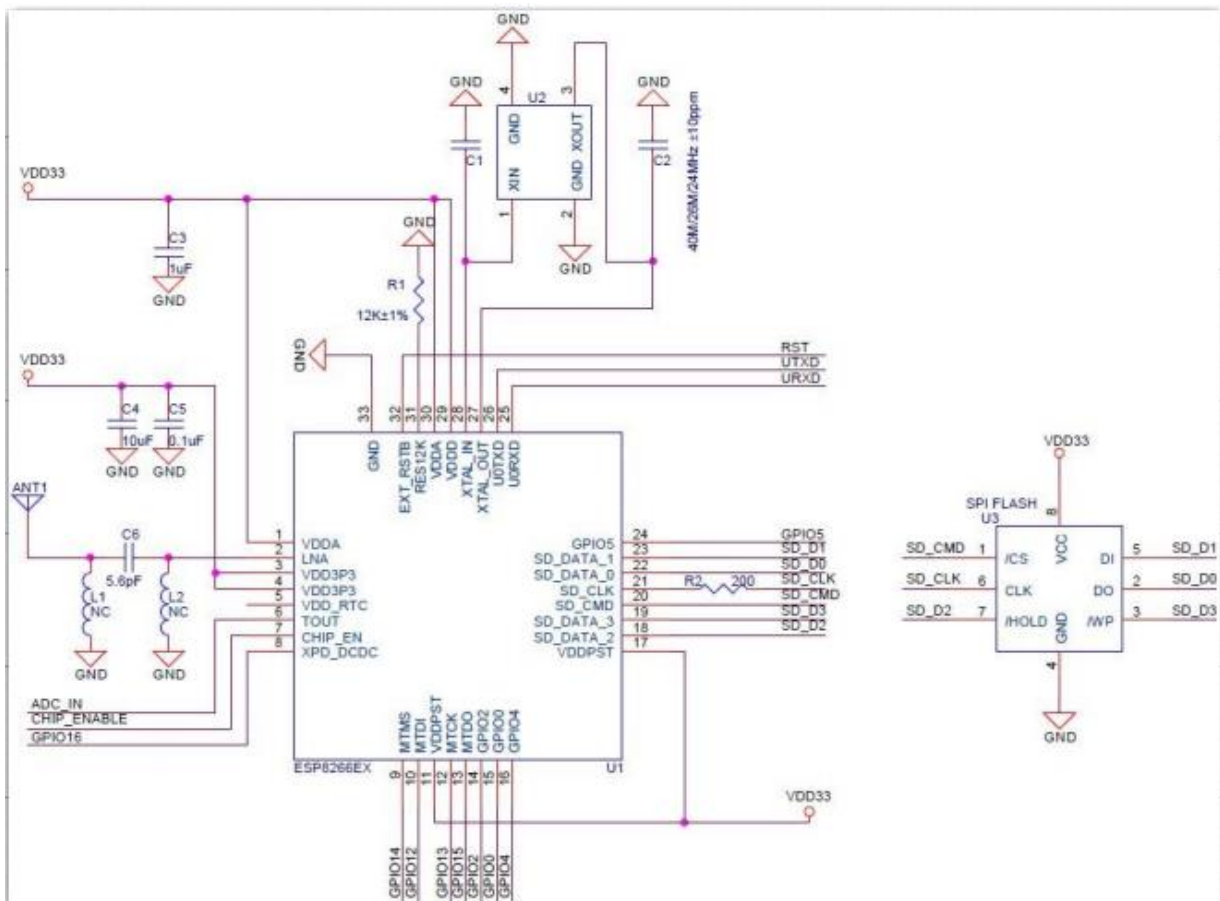 GND
GND
GND
4
3
U2
GND
XOUT
XIN
GND
1
2
C1
C2
GND
40M/26M/24MHz ±10ppm
VDD33
C3
1uF
GND
GND
R1
12K±1%
GND
VDD33
C4
10uF
GND
C5
0.1uF
GND
RST
UTXD
URXD
33
32
31
30
29
28
27
26
25
GND
EXT_RSTB
RES12K
VDDA
VDDD
XTAL_IN
XTAL_OUT
U0TXD
U0RXD
ANT1
C6
5.6pF
L1
NC
GND
L2
NC
GND
1
VDDA
2
LNA
3
VDD3P3
4
VDD3P3
5
VDD_RTC
6
TOUT
7
CHIP_EN
8
XPD_DCDC
ADC_IN
CHIP_ENABLE
GPIO16
GPIO5
24
GPIO5
SD_DATA_1
23
SD_D1
SD_DATA_0
22
SD_D0
SD_CLK
21
R2
200
SD_CLK
SD_CMD
20
SD_CMD
SD_DATA_3
19
SD_D3
SD_DATA_2
18
SD_D2
VDDPST
17
MTMS
MTDI
VDDPST
MTCK
MTDO
GPIO2
GPIO0
GPIO4
ESP8266EX
U1
9
10
11
12
13
14
15
16
GPIO14
GPIO12
GPIO13
GPIO15
GPIO2
GPIO0
GPIO4
VDD33
VDD33
8
SPI FLASH
U3
VCC
SD_CMD
1
/CS
DI
5
SD_D1
SD_CLK
6
CLK
DO
2
SD_D0
SD_D2
7
/HOLD
GND
/WP
3
SD_D3
4
GND